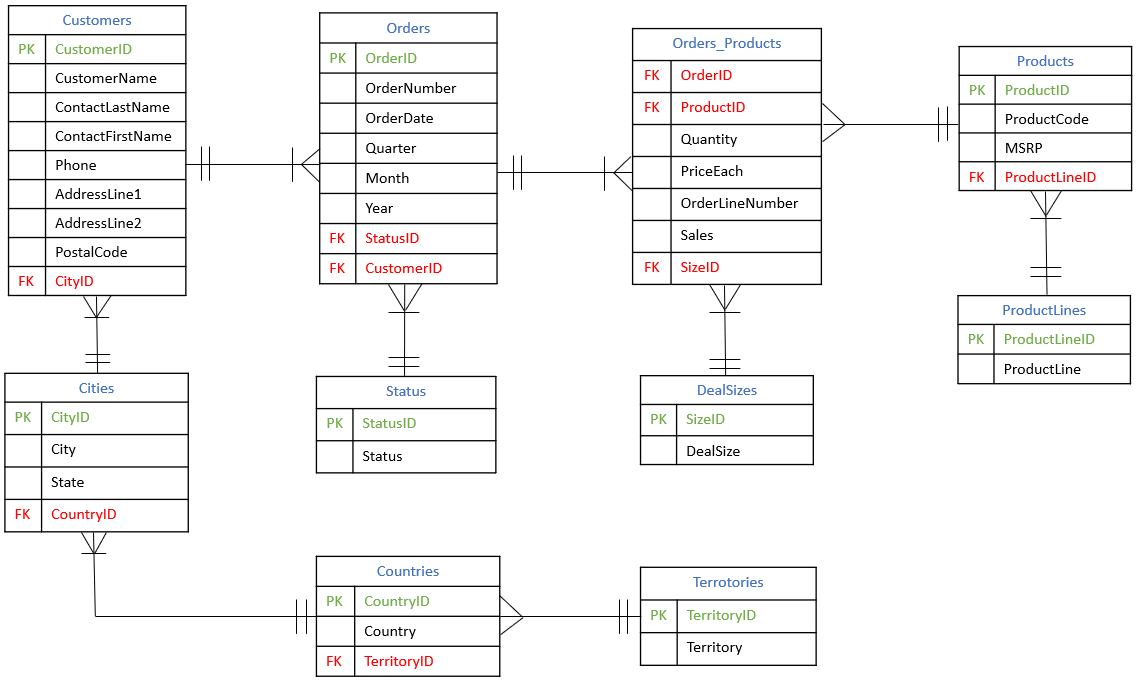 Customers
PK CustomerID
CustomerName
ContactLastName
ContactFirstName
Phone
AddressLine1
AddressLine2
PostalCode
FK CityID
Orders
PK OrderID
OrderNumber
OrderDate
Quarter
Month
Year
FK StatusID
FK CustomerID
Orders_Products
FK OrderID
FK ProductID
Quantity
PriceEach
OrderLineNumber
Sales
FK SizeID
Products
PK ProductID
ProductCode
MSRP
FK ProductLineID
ProductLines
PK ProductLineID
ProductLine
Cities
PK CityID
City
State
FK CountryID
Status
PK StatusID
Status
DealSizes
PK SizeID
DealSize
Countries
PK CountryID
Country
FK TerritoryID
Terrotories
PK TerritoryID
Territory